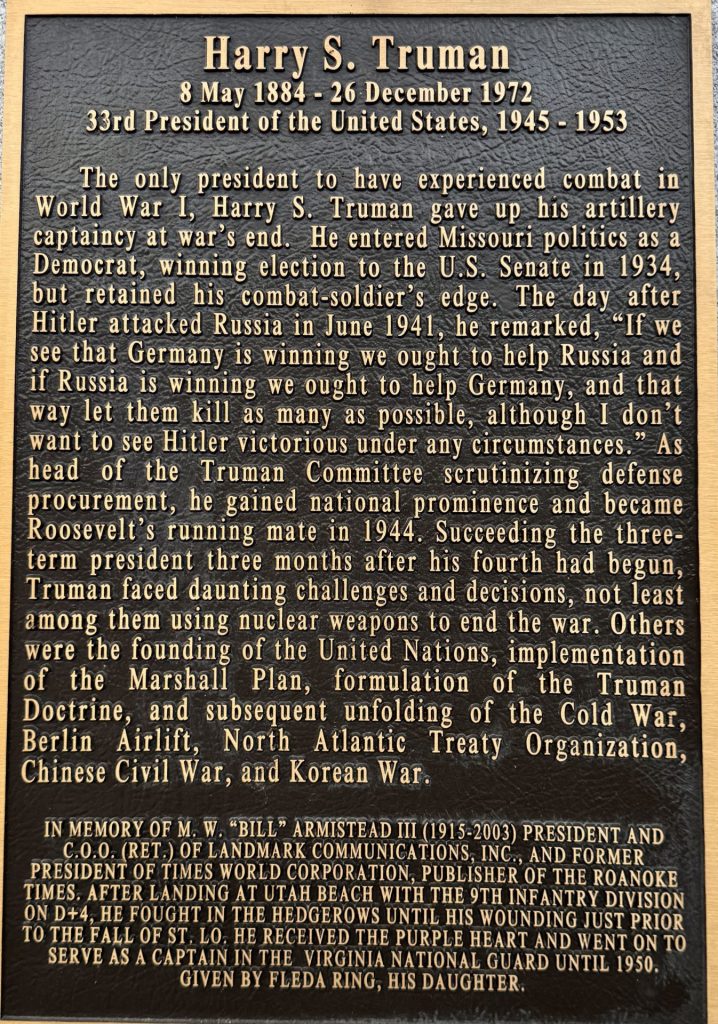 Harry S. Truman
8 May 1884 - 26 December 1972
33rd President of the United States, 1945 - 1953
The only president to have experienced combat in
World War I, Harry S. Truman gave up his artillery
captaincy at war's end. He entered Missouri politics as a
Democrat, winning election to the U.S. Senate in 1934,
but retained his combat-soldier's edge. The day after
Hitler attacked Russia in June 1941, he remarked, "If we
see that Germany is winning we ought to help Russia and
if Russia is winning we ought to help Germany, and that
way let them kill as many as possible, although I don't
want to see Hitler victorious under any circumstances." As
head of the Truman Committee scrutinizing defense
procurement, he gained national prominence and became
Roosevelt's running mate in 1944. Succeeding the three-
term president three months after his fourth had begun,
Truman faced daunting challenges and decisions, not least
among them using nuclear weapons to end the war. Others
were the founding of the United Nations, implementation
of the Marshall Plan, formulation of the Truman
Doctrine, and subsequent unfolding of the Cold War,
Berlin Airlift, North Atlantic Treaty Organization,
Chinese Civil War, and Korean War.
IN MEMORY OF M. W. "BILL" ARMISTEAD III (1915-2003) PRESIDENT AND
C.O.O. (RET.) OF LANDMARK COMMUNICATIONS, INC., AND FORMER
PRESIDENT OF TIMES WORLD CORPORATION, PUBLISHER OF THE ROANOKE
TIMES. AFTER LANDING AT UTAH BEACH WITH THE 9TH INFANTRY DIVISION
ON D+4, HE FOUGHT IN THE HEDGEROWS UNTIL HIS WOUNDING JUST PRIOR
TO THE FALL OF ST. LO. HE RECEIVED THE PURPLE HEART AND WENT ON TO
SERVE AS A CAPTAIN IN THE VIRGINIA NATIONAL GUARD UNTIL 1950.
GIVEN BY FLEDA RING, HIS DAUGHTER.